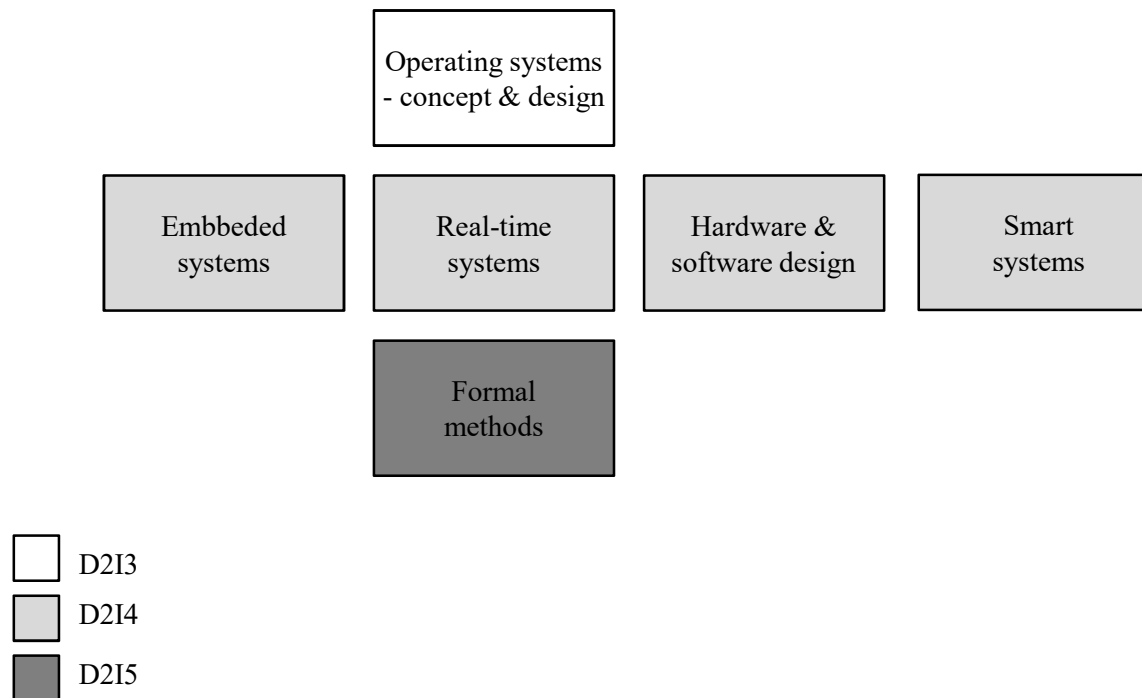 Operating systems
- concept & design
Embbeded
systems
Real-time
systems
Hardware &
software design
Smart
systems
Formal
methods
D2I3
D2I4
D2I5